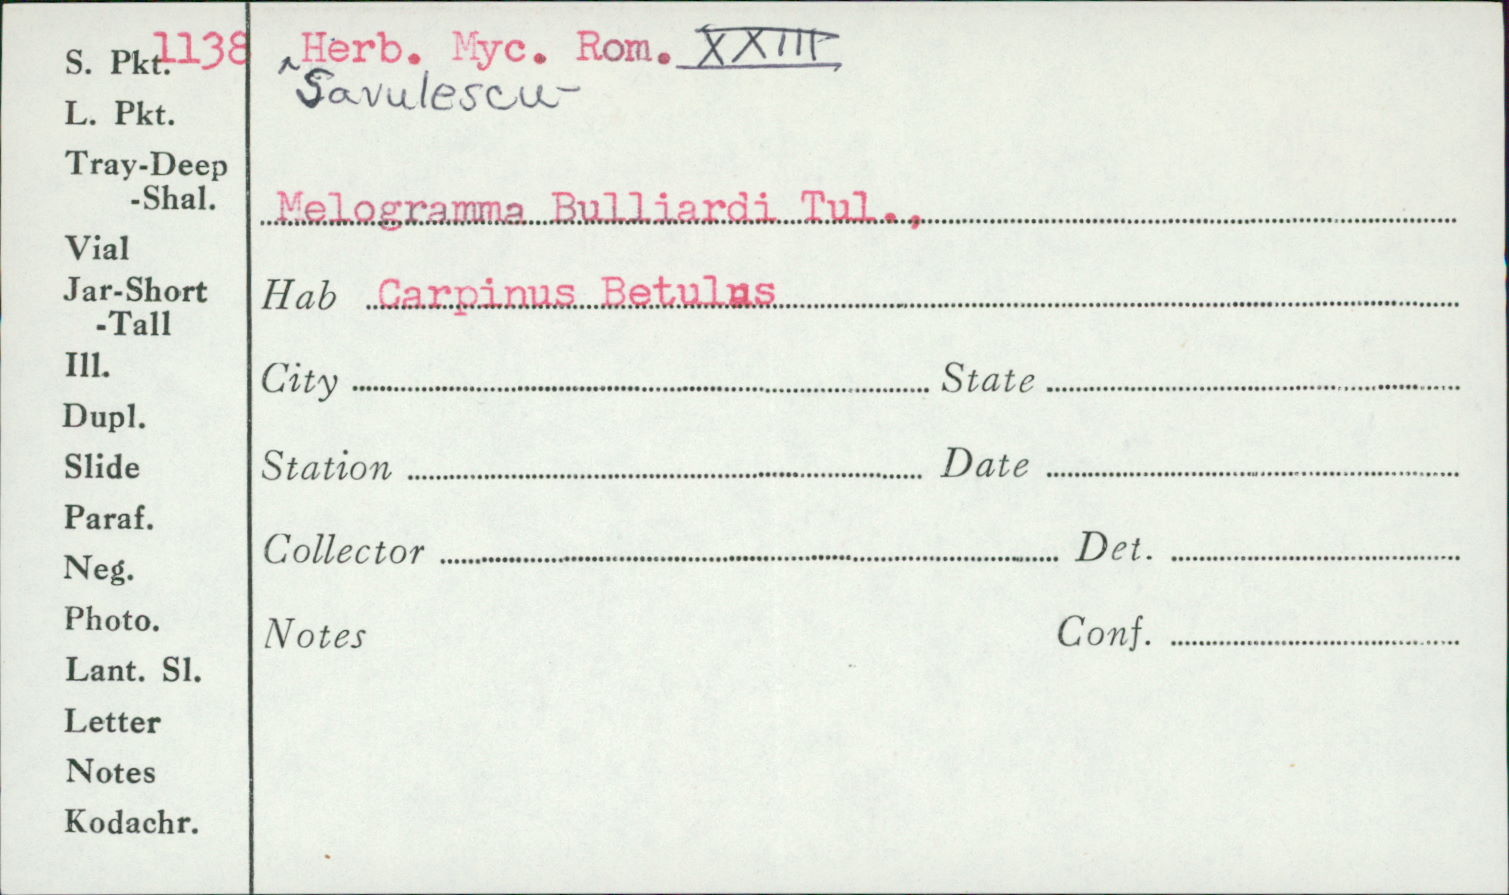 S. Pkt. 1138
L. Pkt.
Tray-Deep
-Shal.
Vial
Jar-Short
-Tall
Ill.
Dupl.
Slide
Paraf.
Neg.
Photo.
Lant. Sl.
Letter
Notes
Kodachr.
Herb. Myc. Rom. XXIII
^Savulescu-
Melogramma Bulliardi Tul.,
Hab Carpinus Betulus
City State
Station Date
Collector Det.
Notes Conf.